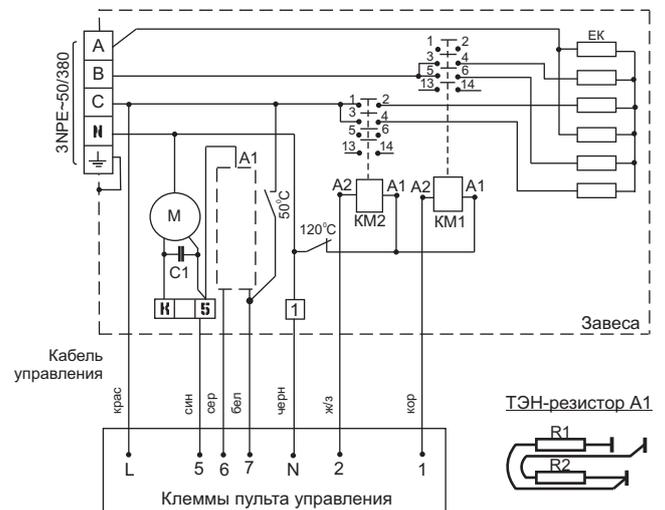 3NPE~50/380
A
B
C
N
EK
1 2
3 4
5 6
13 14
1 2
3 4
5 6
13 14
A1
50°C
M
C1
K
5
A2 A1
КМ2
A2 A1
КМ1
120°C
1
Завеса
Кабель
управления
крас
син
сер
бел
черн
ж/з
кор
L 5 6 7 N 2 1
Клеммы пульта управления
ТЭН-резистор А1
R1
R2